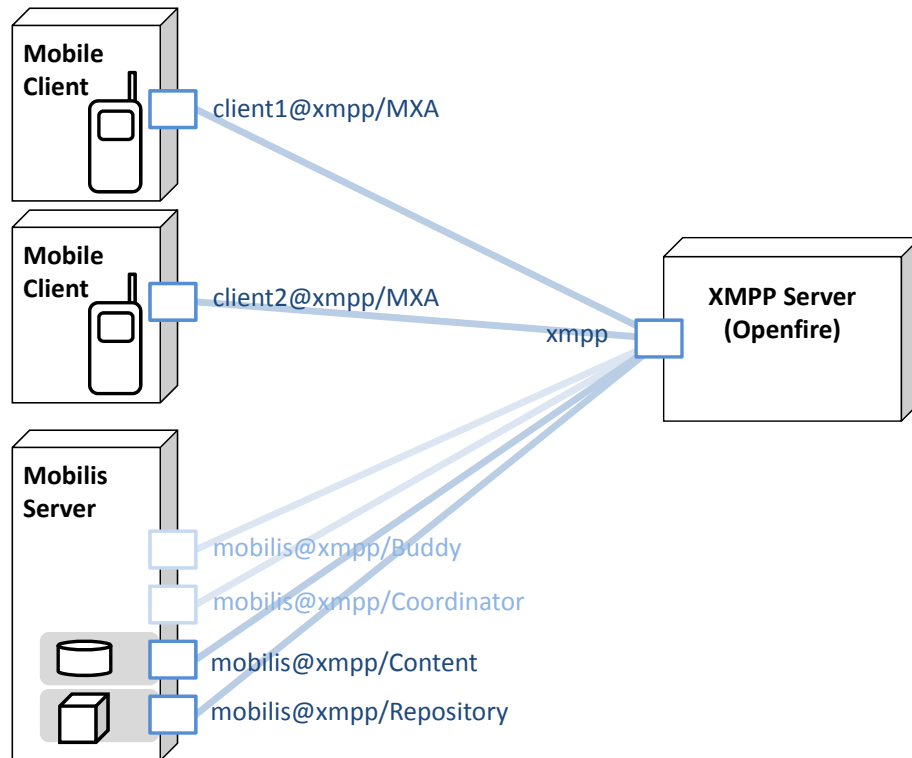 Mobile
Client
client1@xmpp/MXA
Mobile
Client
client2@xmpp/MXA
XMPP Server
(Openfire)
xmpp
Mobilis
Server
mobilis@xmpp/Buddy
mobilis@xmpp/Coordinator
mobilis@xmpp/Content
mobilis@xmpp/Repository